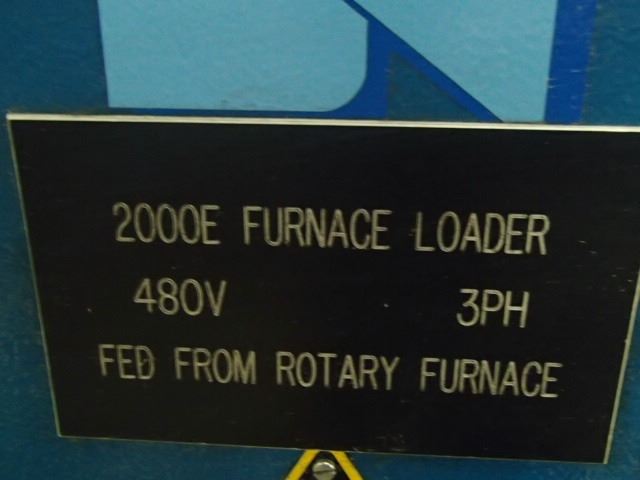 2000E FURNACE LOADER
480V 3PH
FED FROM ROTARY FURNACE